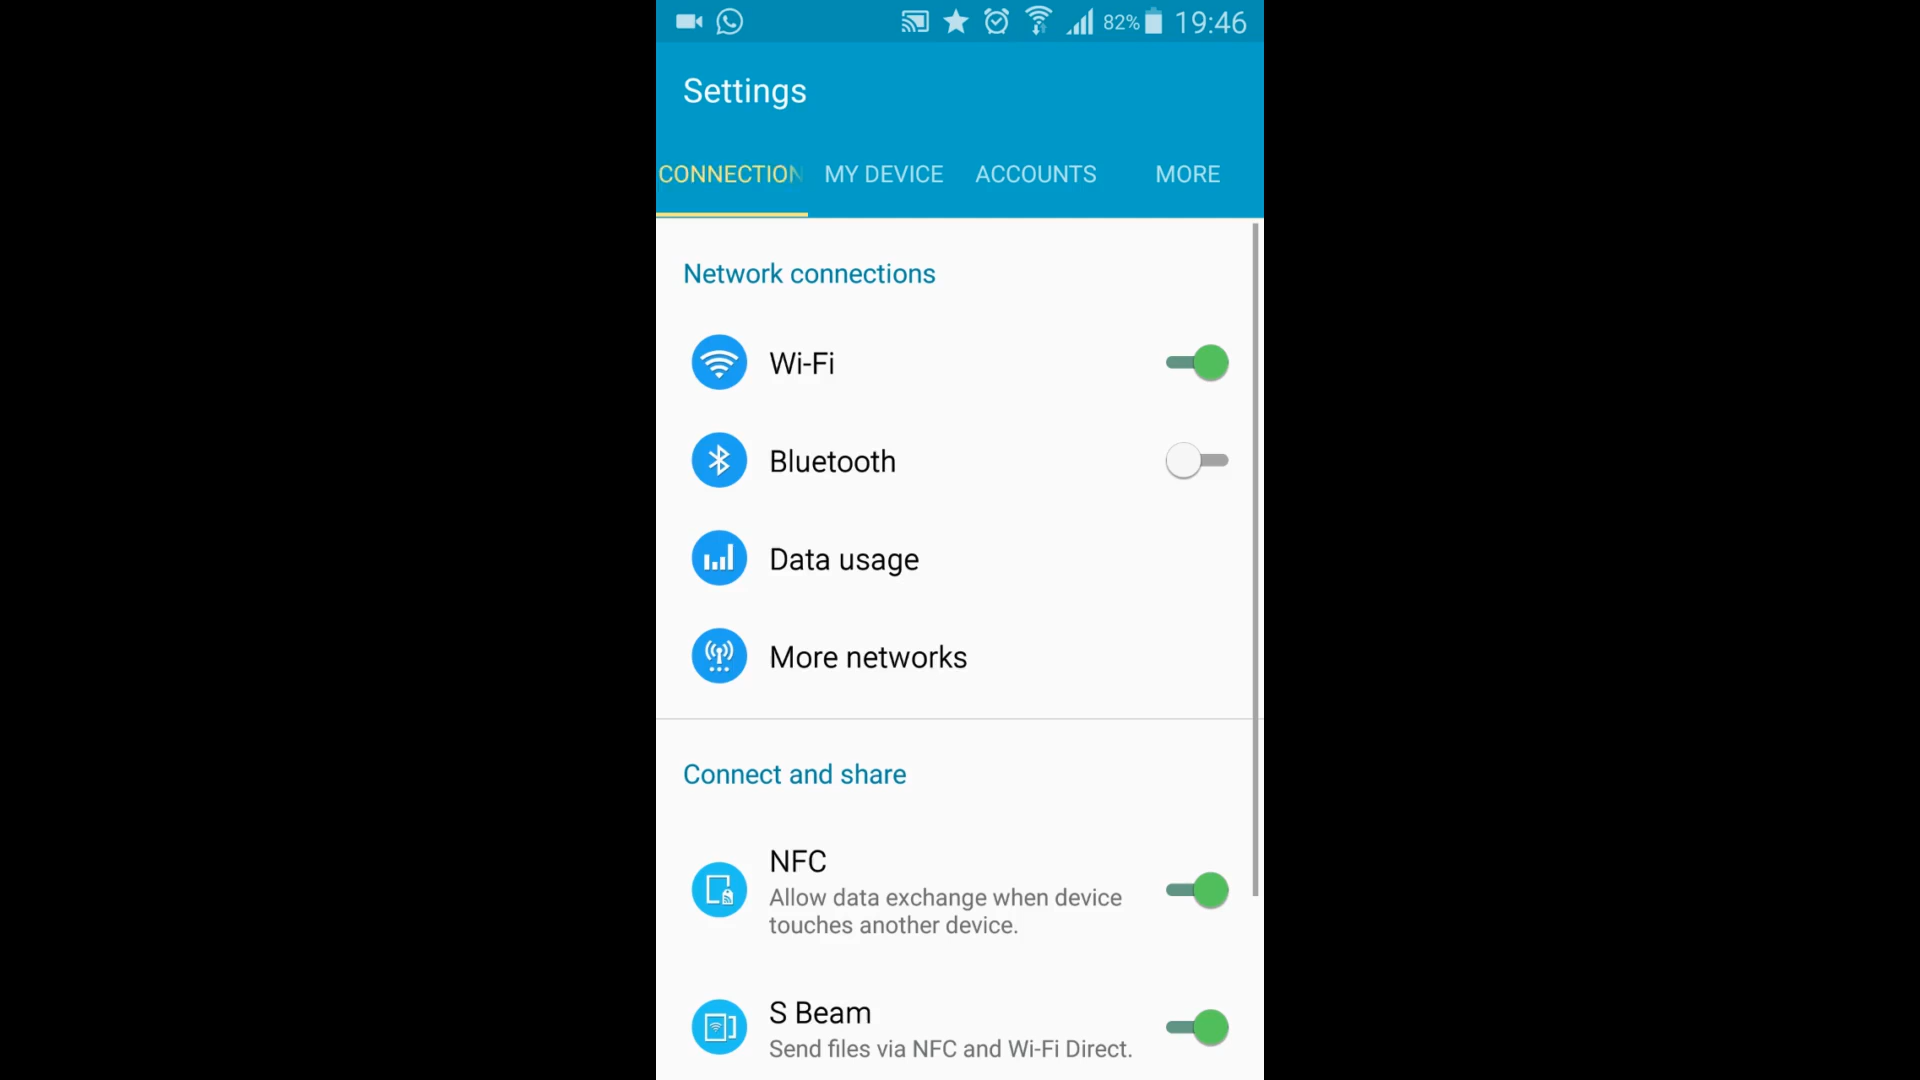 82% 19:46
Settings
CONNECTION MY DEVICE ACCOUNTS MORE
Network connections
Wi-Fi
Bluetooth
Data usage
More networks
Connect and share
NFC
Allow data exchange when device
touches another device.
S Beam
Send files via NFC and Wi-Fi Direct.